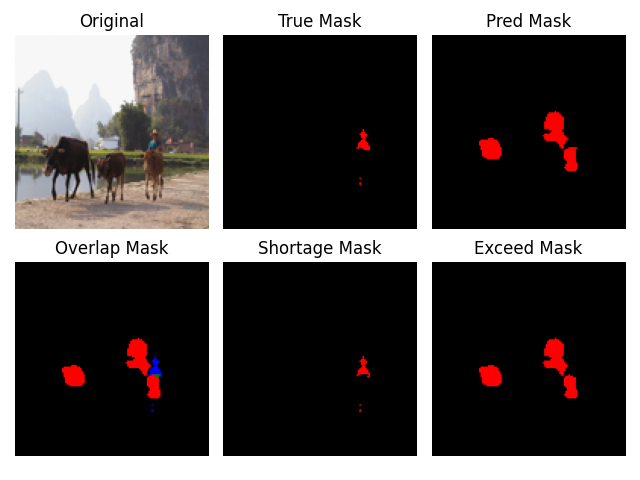 Original
True Mask
Pred Mask
Overlap Mask
Shortage Mask
Exceed Mask